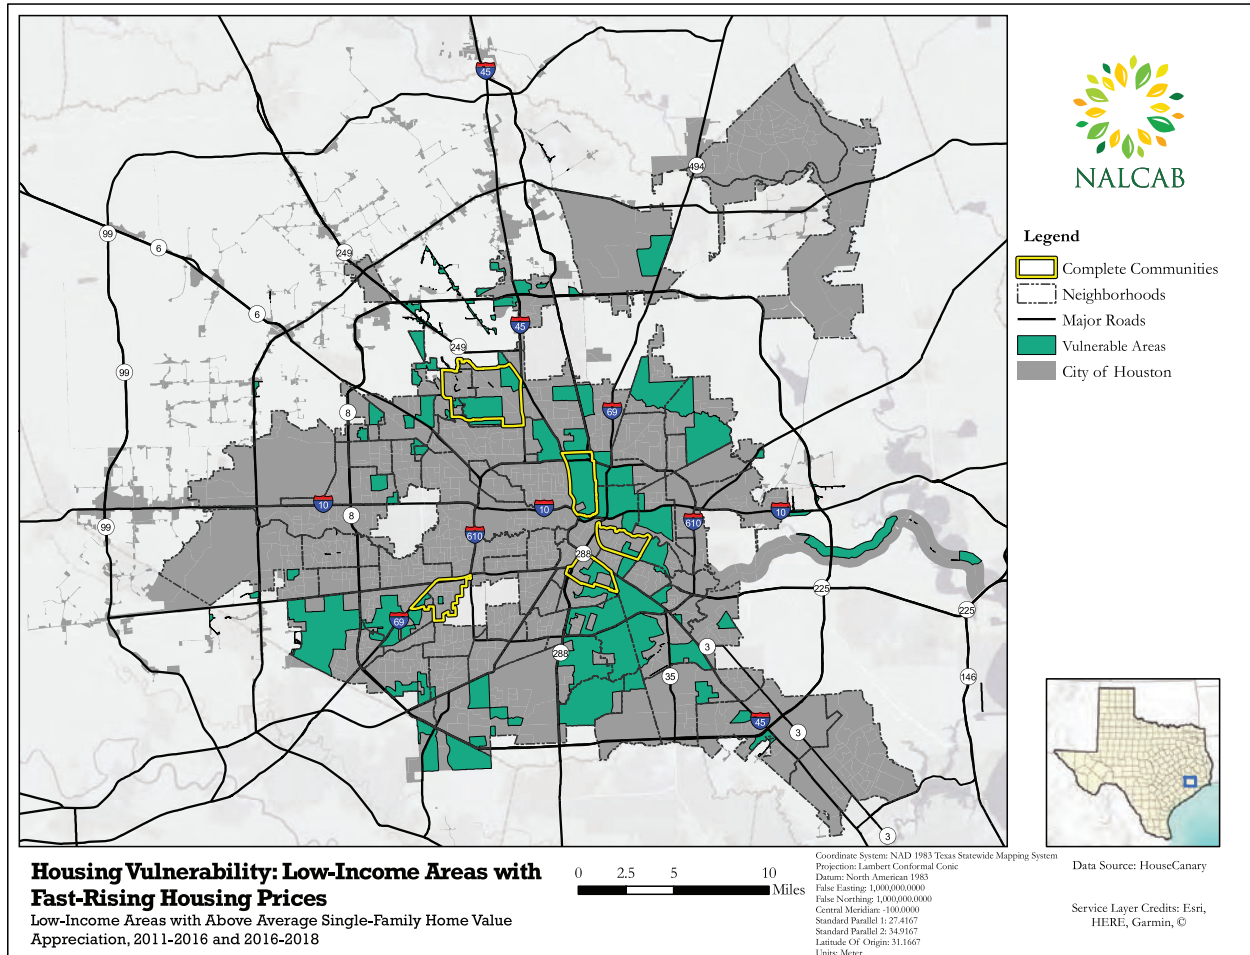 45
494
99
6
249
6
45
249
99
8
69
10
10
10
99
8
610
610
288
225
225
69
3
288
35
146
45
3
3
NALCAB
Legend
Complete Communities
Neighborhoods
Major Roads
Vulnerable Areas
City of Houston
Housing Vulnerability: Low-Income Areas with
Fast-Rising Housing Prices
Low-Income Areas with Above Average Single-Family Home Value
Appreciation, 2011-2016 and 2016-2018
0 2.5 5 10
Miles
Coordinate System: NAD 1983 Texas Statewide Mapping System
Projection: Lambert Conformal Conic
Datum: North American 1983
False Easting: 1,000,000.0000
False Northing: 1,000,000.0000
Central Meridian: -100.0000
Standard Parallel 1: 27.4167
Standard Parallel 2: 34.9167
Latitude Of Origin: 31.1667
Units: Meter
Data Source: HouseCanary
Service Layer Credits: Esri,
HERE, Garmin, ©